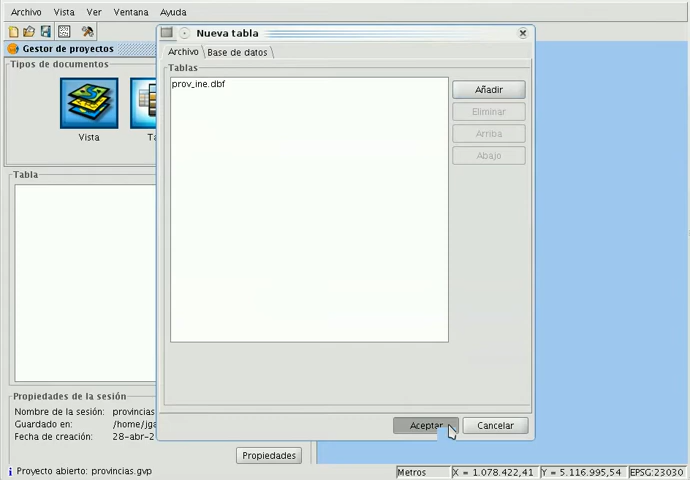 Archivo Vista Ver Ventana Ayuda
Nueva tabla
Gestor de proyectos
Archivo Base de datos
Tipos de documentos
Tablas
prov_ine.dbf
Añadir
Eliminar
Arriba
Abajo
Vista
Tabla
Propiedades de la sesión
Nombre de la sesión: provincias
Guardado en: /home/jga
Fecha de creación: 28-abr-2
Aceptar Cancelar
Propiedades
Proyecto abierto: provincias.gvp
Metros X = 1.078.422,41 Y = 5.116.995,54 EPSG:23030